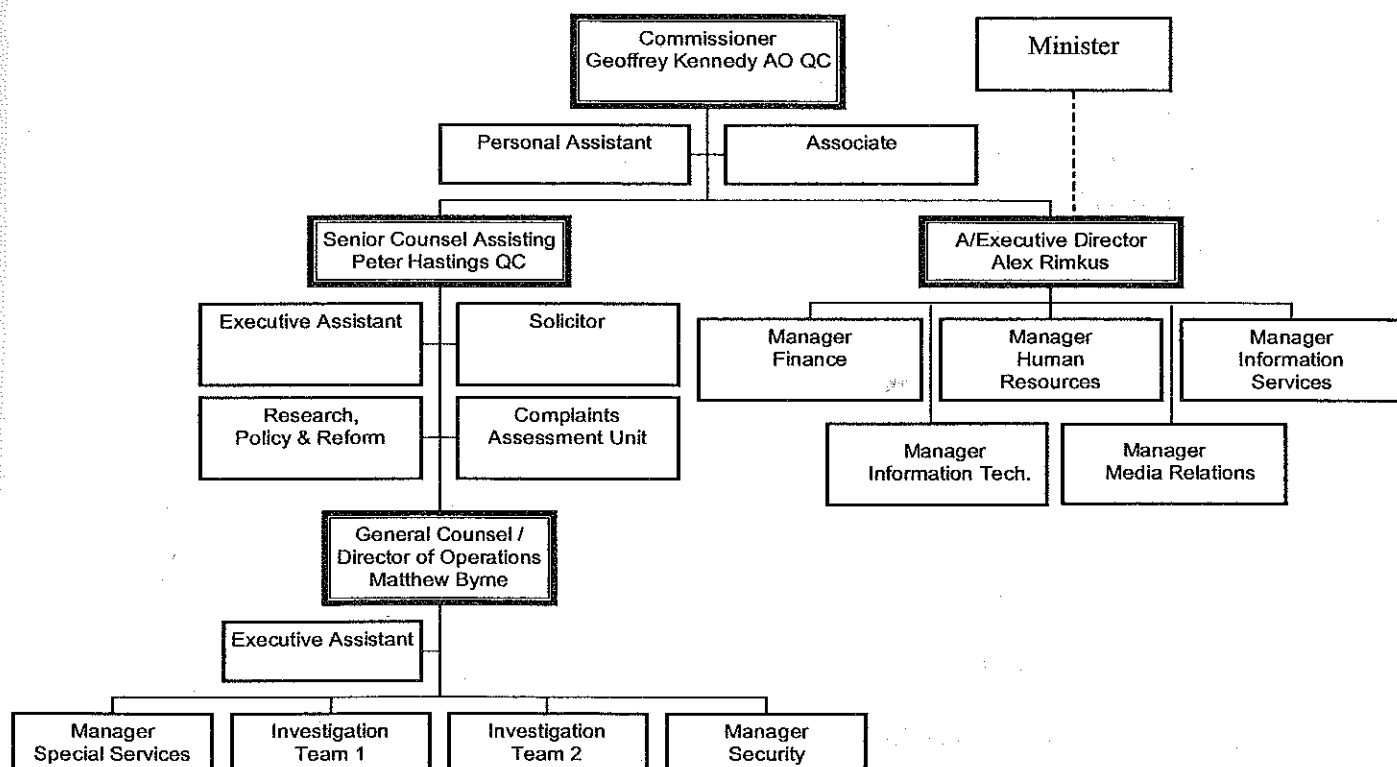 Commissioner
Geoffrey Kennedy AO QC
Minister
Personal Assistant
Associate
Senior Counsel Assisting
Peter Hastings QC
A/Executive Director
Alex Rimkus
Executive Assistant
Solicitor
Research,
Policy & Reform
Complaints
Assessment Unit
Manager
Finance
Manager
Human
Resources
Manager
Information
Services
Manager
Information Tech.
Manager
Media Relations
General Counsel /
Director of Operations
Matthew Byrne
Executive Assistant
Manager
Special Services
Investigation
Team 1
Investigation
Team 2
Manager
Security